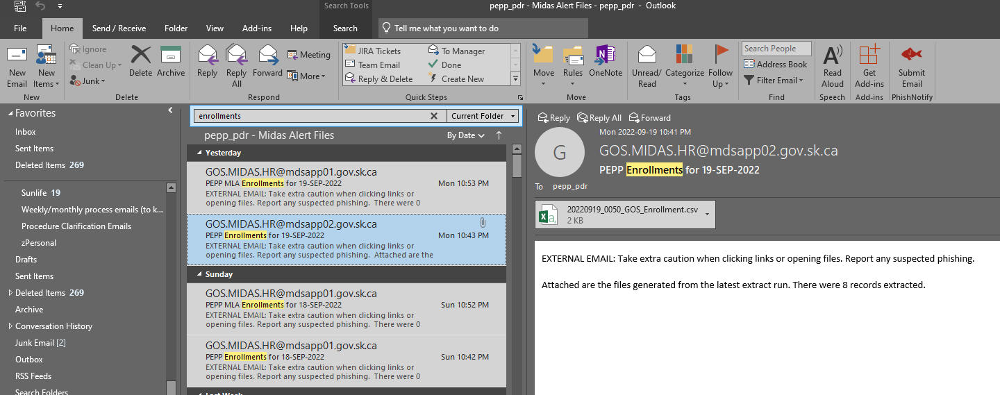 Search Tools
pepp_pdr - Midas Alert Files - pepp_pdr - Outlook
File Home Send / Receive Folder View Add-ins Help Search Tell me what you want to do
New Email
New Items
New
Ignore
Clean Up
Junk
Delete
Archive
Delete
Reply
Reply All
Forward
Meeting
More
Respond
JIRA Tickets
Team Email
Reply & Delete
To Manager
Done
Create New
Quick Steps
Move
Rules
OneNote
Move
Unread/ Read
Categorize
Follow Up
Tags
Search People
Address Book
Filter Email
Find
Read Aloud
Speech
Get Add-ins
Add-ins
Submit Email
PhishNotify
Favorites
Inbox
Sent Items
Deleted Items 269
Sunlife 19
Weekly/monthly process emails (to k...
Procedure Clarification Emails
zPersonal
Drafts
Sent Items
Deleted Items 269
Archive
Conversation History
Junk Email [2]
Outbox
RSS Feeds
Search Folders
enrollments
Current Folder
pepp_pdr - Midas Alert Files
By Date
Yesterday
GOS.MIDAS.HR@mdsapp01.gov.sk.ca
PEPP MLA Enrollments for 19-SEP-2022 Mon 10:53 PM
EXTERNAL EMAIL: Take extra caution when clicking links or
opening files. Report any suspected phishing. There were 0
GOS.MIDAS.HR@mdsapp02.gov.sk.ca
PEPP Enrollments for 19-SEP-2022 Mon 10:43 PM
EXTERNAL EMAIL: Take extra caution when clicking links or
opening files. Report any suspected phishing. Attached are the
Sunday
GOS.MIDAS.HR@mdsapp01.gov.sk.ca
PEPP MLA Enrollments for 18-SEP-2022 Sun 10:52 PM
EXTERNAL EMAIL: Take extra caution when clicking links or
opening files. Report any suspected phishing. There were 0
GOS.MIDAS.HR@mdsapp01.gov.sk.ca
PEPP Enrollments for 18-SEP-2022 Sun 10:42 PM
EXTERNAL EMAIL: Take extra caution when clicking links or
opening files. Report any suspected phishing. There were 0
Last Week
Reply Reply All Forward
Mon 2022-09-19 10:41 PM
G
GOS.MIDAS.HR@mdsapp02.gov.sk.ca
PEPP Enrollments for 19-SEP-2022
To pepp_pdr
20220919_0050_GOS_Enrollment.csv
2 KB
EXTERNAL EMAIL: Take extra caution when clicking links or opening files. Report any suspected phishing.
Attached are the files generated from the latest extract run. There were 8 records extracted.